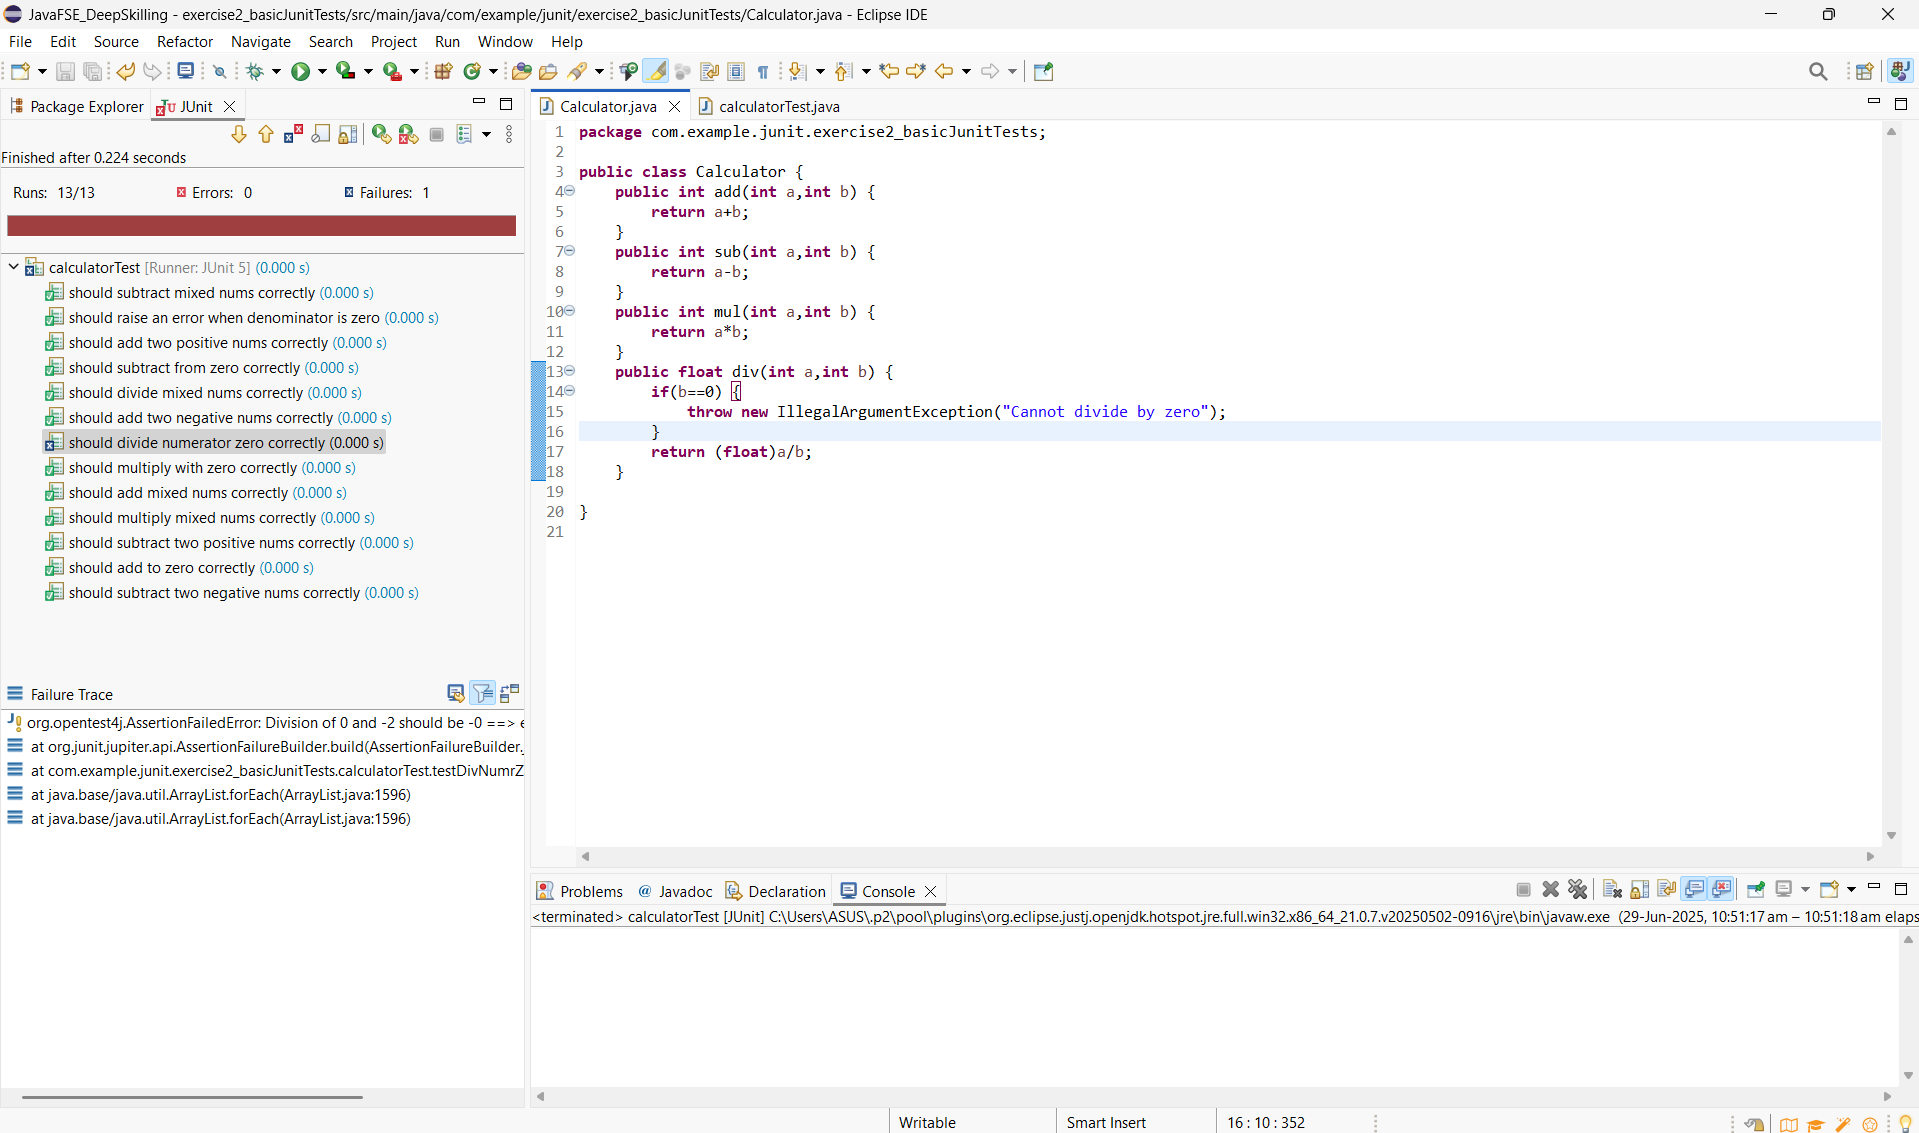 JavaFSE_DeepSkilling - exercise2_basicJunitTests/src/main/java/com/example/junit/exercise2_basicJunitTests/Calculator.java - Eclipse IDE
File Edit Source Refactor Navigate Search Project Run Window Help
Package Explorer JUnit
Finished after 0.224 seconds
Runs: 13/13 Errors: 0 Failures: 1
calculatorTest [Runner: JUnit 5] (0.000 s)
should subtract mixed nums correctly (0.000 s)
should raise an error when denominator is zero (0.000 s)
should add two positive nums correctly (0.000 s)
should subtract from zero correctly (0.000 s)
should divide mixed nums correctly (0.000 s)
should add two negative nums correctly (0.000 s)
should divide numerator zero correctly (0.000 s)
should multiply with zero correctly (0.000 s)
should add mixed nums correctly (0.000 s)
should multiply mixed nums correctly (0.000 s)
should subtract two positive nums correctly (0.000 s)
should add to zero correctly (0.000 s)
should subtract two negative nums correctly (0.000 s)
Failure Trace
org.opentest4j.AssertionFailedError: Division of 0 and -2 should be -0 ==> e
at org.junit.jupiter.api.AssertionFailureBuilder.build(AssertionFailureBuilder.
at com.example.junit.exercise2_basicJunitTests.calculatorTest.testDivNumrZ
at java.base/java.util.ArrayList.forEach(ArrayList.java:1596)
at java.base/java.util.ArrayList.forEach(ArrayList.java:1596)
Calculator.java calculatorTest.java
1 package com.example.junit.exercise2_basicJunitTests;
2
3 public class Calculator {
4 public int add(int a,int b) {
5 return a+b;
6 }
7 public int sub(int a,int b) {
8 return a-b;
9 }
10 public int mul(int a,int b) {
11 return a*b;
12 }
13 public float div(int a,int b) {
14 if(b==0) {
15 throw new IllegalArgumentException("Cannot divide by zero");
16 }
17 return (float)a/b;
18 }
19
20 }
21
Problems Javadoc Declaration Console
<terminated> calculatorTest [JUnit] C:\Users\ASUS\.p2\pool\plugins\org.eclipse.justj.openjdk.hotspot.jre.full.win32.x86_64_21.0.7.v20250502-0916\jre\bin\javaw.exe (29-Jun-2025, 10:51:17 am – 10:51:18 am elaps
Writable Smart Insert 16 : 10 : 352